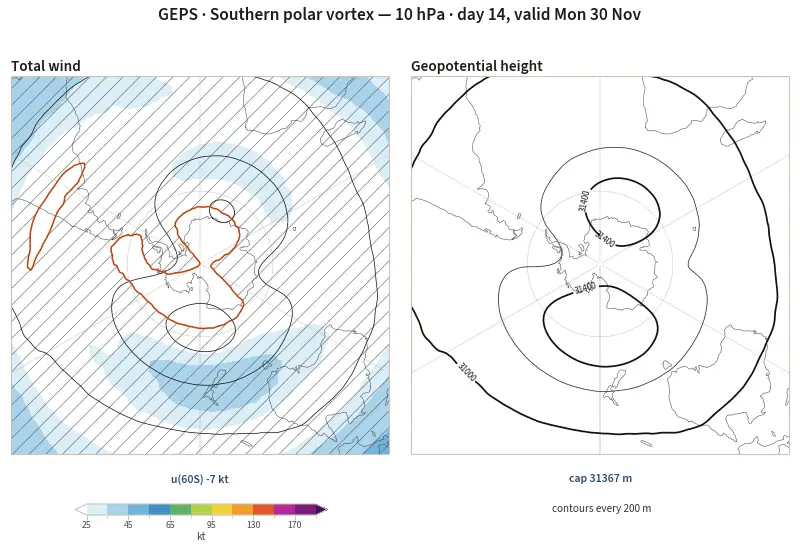 GEPS · Southern polar vortex — 10 hPa · day 14, valid Mon 30 Nov
Total wind
Geopotential height
31400
31400
31400
31000
u(60S) -7 kt
cap 31367 m
25 45 65 95 130 170
kt
contours every 200 m